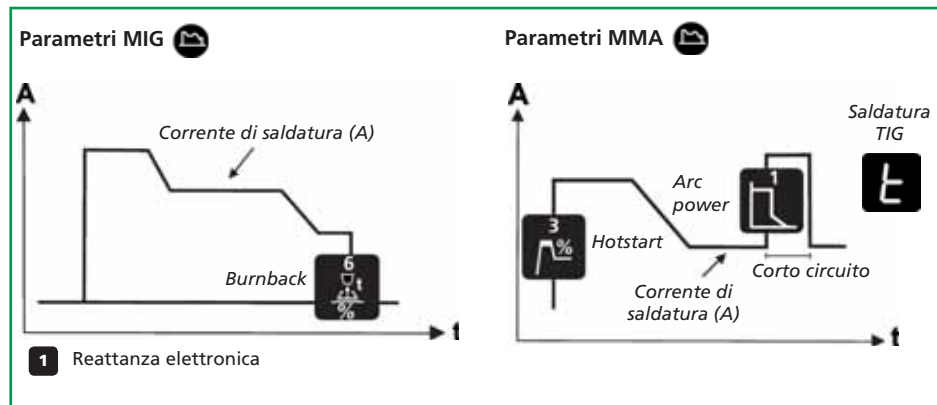 Parametri MIG
A
Corrente di saldatura (A)
Burnback
6
t
%
t
1 Reattanza elettronica
Parametri MMA
A
Saldatura
TIG
t
Arc
power
1
3
%
Hotstart
Corto circuito
Corrente di
saldatura (A)
t